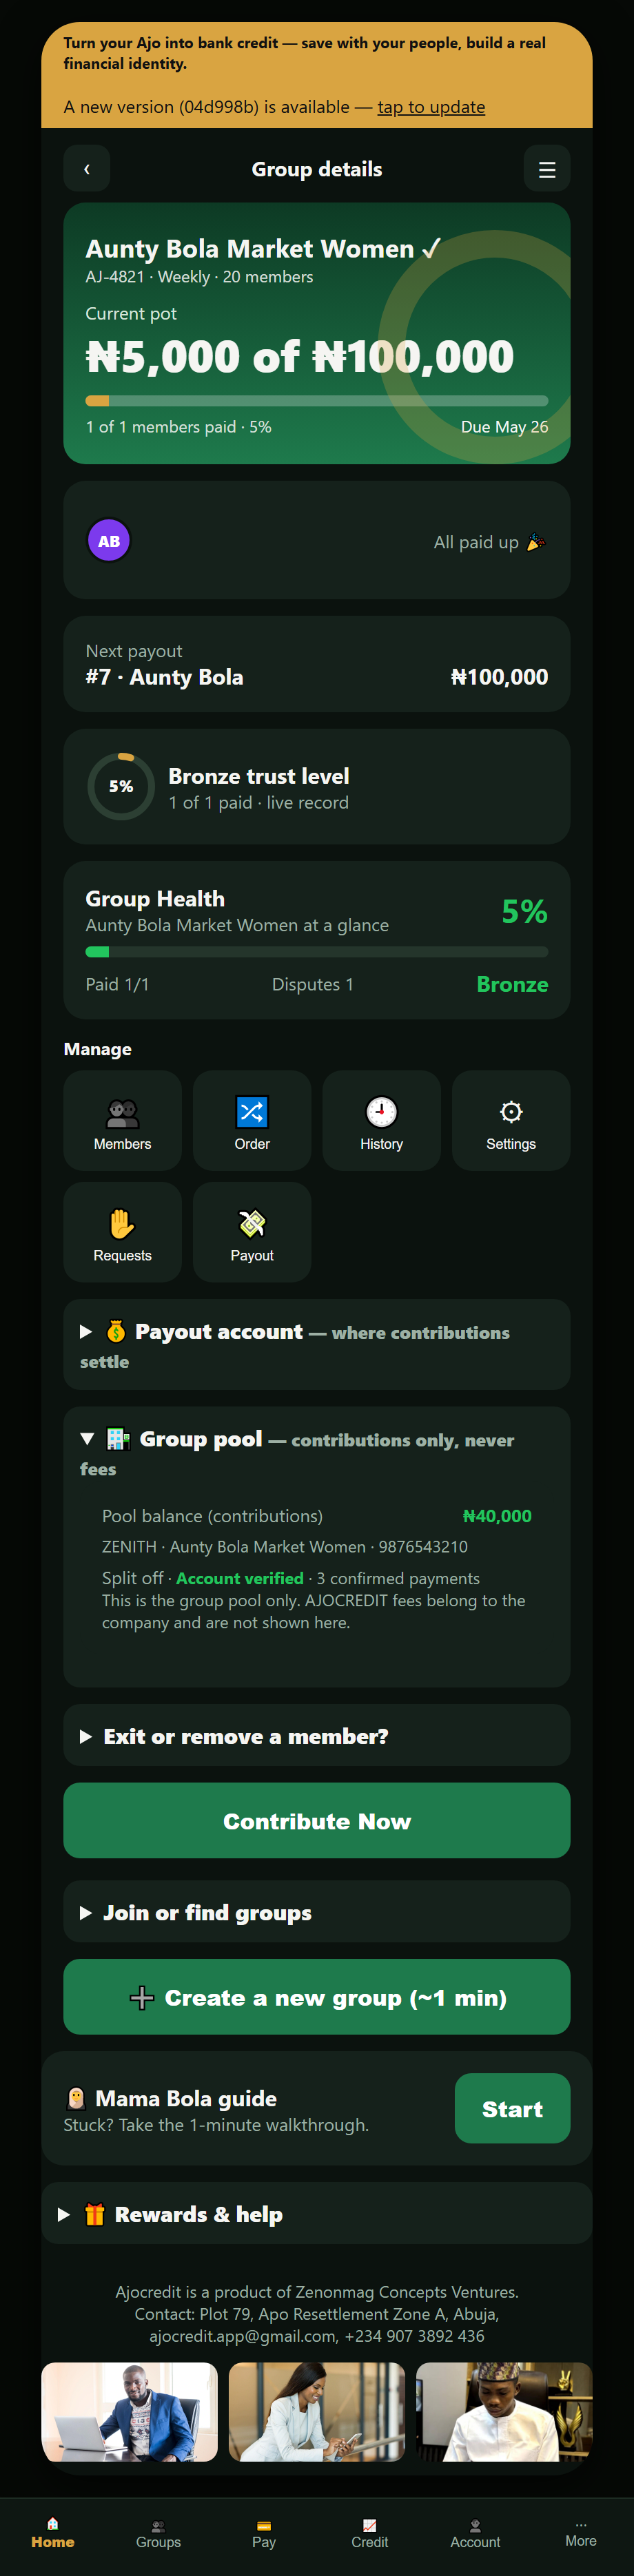 Turn your Ajo into bank credit — save with your people, build a real
financial identity.
A new version (04d998b) is available — tap to update
‹ Group details ☰
Aunty Bola Market Women ✓
AJ-4821 · Weekly · 20 members
Current pot
₦5,000 of ₦100,000
1 of 1 members paid · 5% Due May 26
AB All paid up 🎉
Next payout
#7 · Aunty Bola ₦100,000
5% Bronze trust level
1 of 1 paid · live record
Group Health
5%
Aunty Bola Market Women at a glance
Paid 1/1 Disputes 1 Bronze
Manage
Members Order History Settings
Requests Payout
▶ 💰 Payout account — where contributions
settle
▼ 🏦 Group pool — contributions only, never
fees
Pool balance (contributions) ₦40,000
ZENITH · Aunty Bola Market Women · 9876543210
Split off · Account verified · 3 confirmed payments
This is the group pool only. AJOCREDIT fees belong to the
company and are not shown here.
▶ Exit or remove a member?
Contribute Now
▶ Join or find groups
➕ Create a new group (~1 min)
🧕 Mama Bola guide
Stuck? Take the 1-minute walkthrough.
Start
▶ 🎁 Rewards & help
Ajocredit is a product of Zenonmag Concepts Ventures.
Contact: Plot 79, Apo Resettlement Zone A, Abuja,
ajocredit.app@gmail.com, +234 907 3892 436
Home Groups Pay Credit Account More